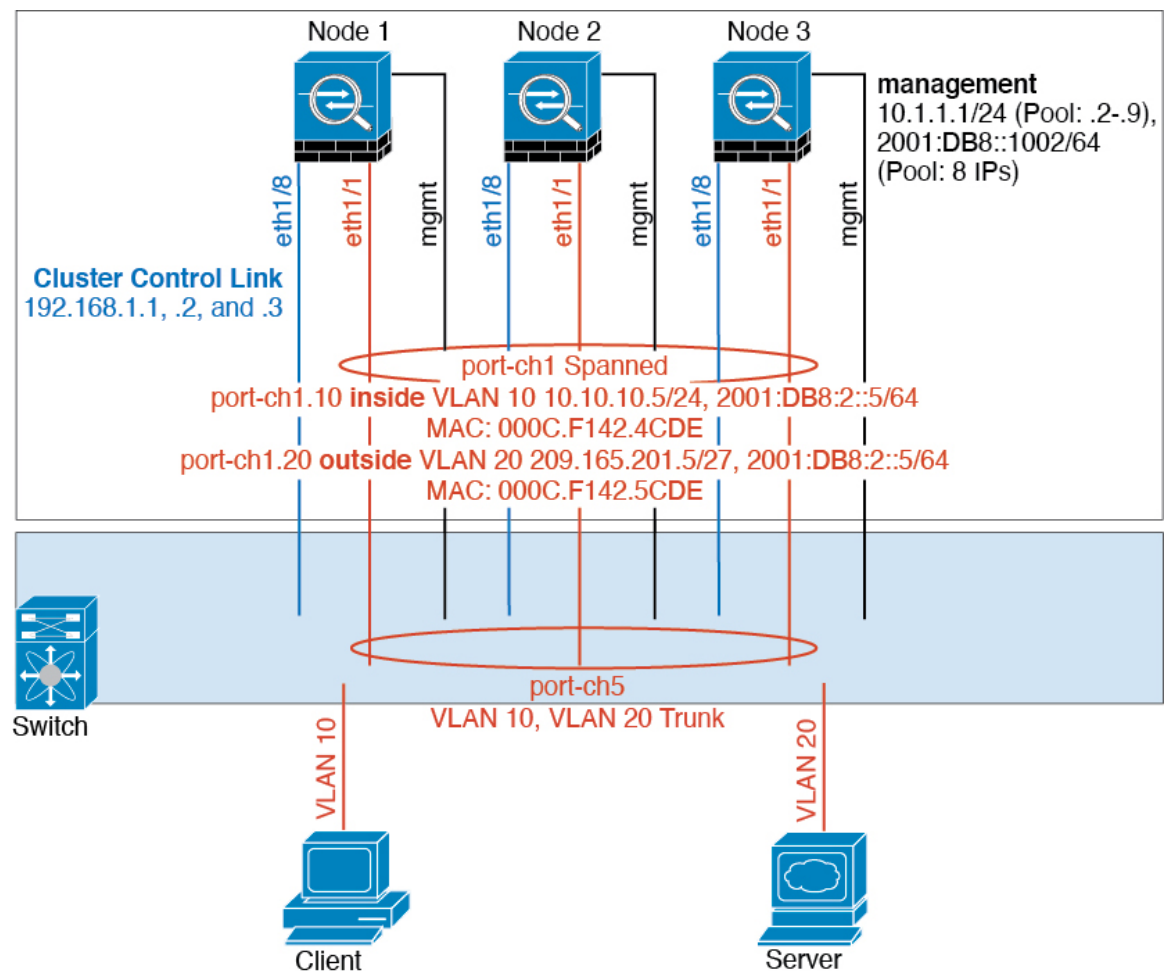 Node 1
Node 2
Node 3
management
10.1.1.1/24 (Pool: .2-.9),
2001:DB8::1002/64
(Pool: 8 IPs)
eth1/8
eth1/1
mgmt
eth1/8
eth1/1
mgmt
eth1/8
eth1/1
mgmt
Cluster Control Link
192.168.1.1, .2, and .3
port-ch1 Spanned
port-ch1.10 inside VLAN 10 10.10.10.5/24, 2001:DB8:2::5/64
MAC: 000C.F142.4CDE
port-ch1.20 outside VLAN 20 209.165.201.5/27, 2001:DB8:2::5/64
MAC: 000C.F142.5CDE
Switch
port-ch5
VLAN 10, VLAN 20 Trunk
VLAN 10
VLAN 20
Client
Server